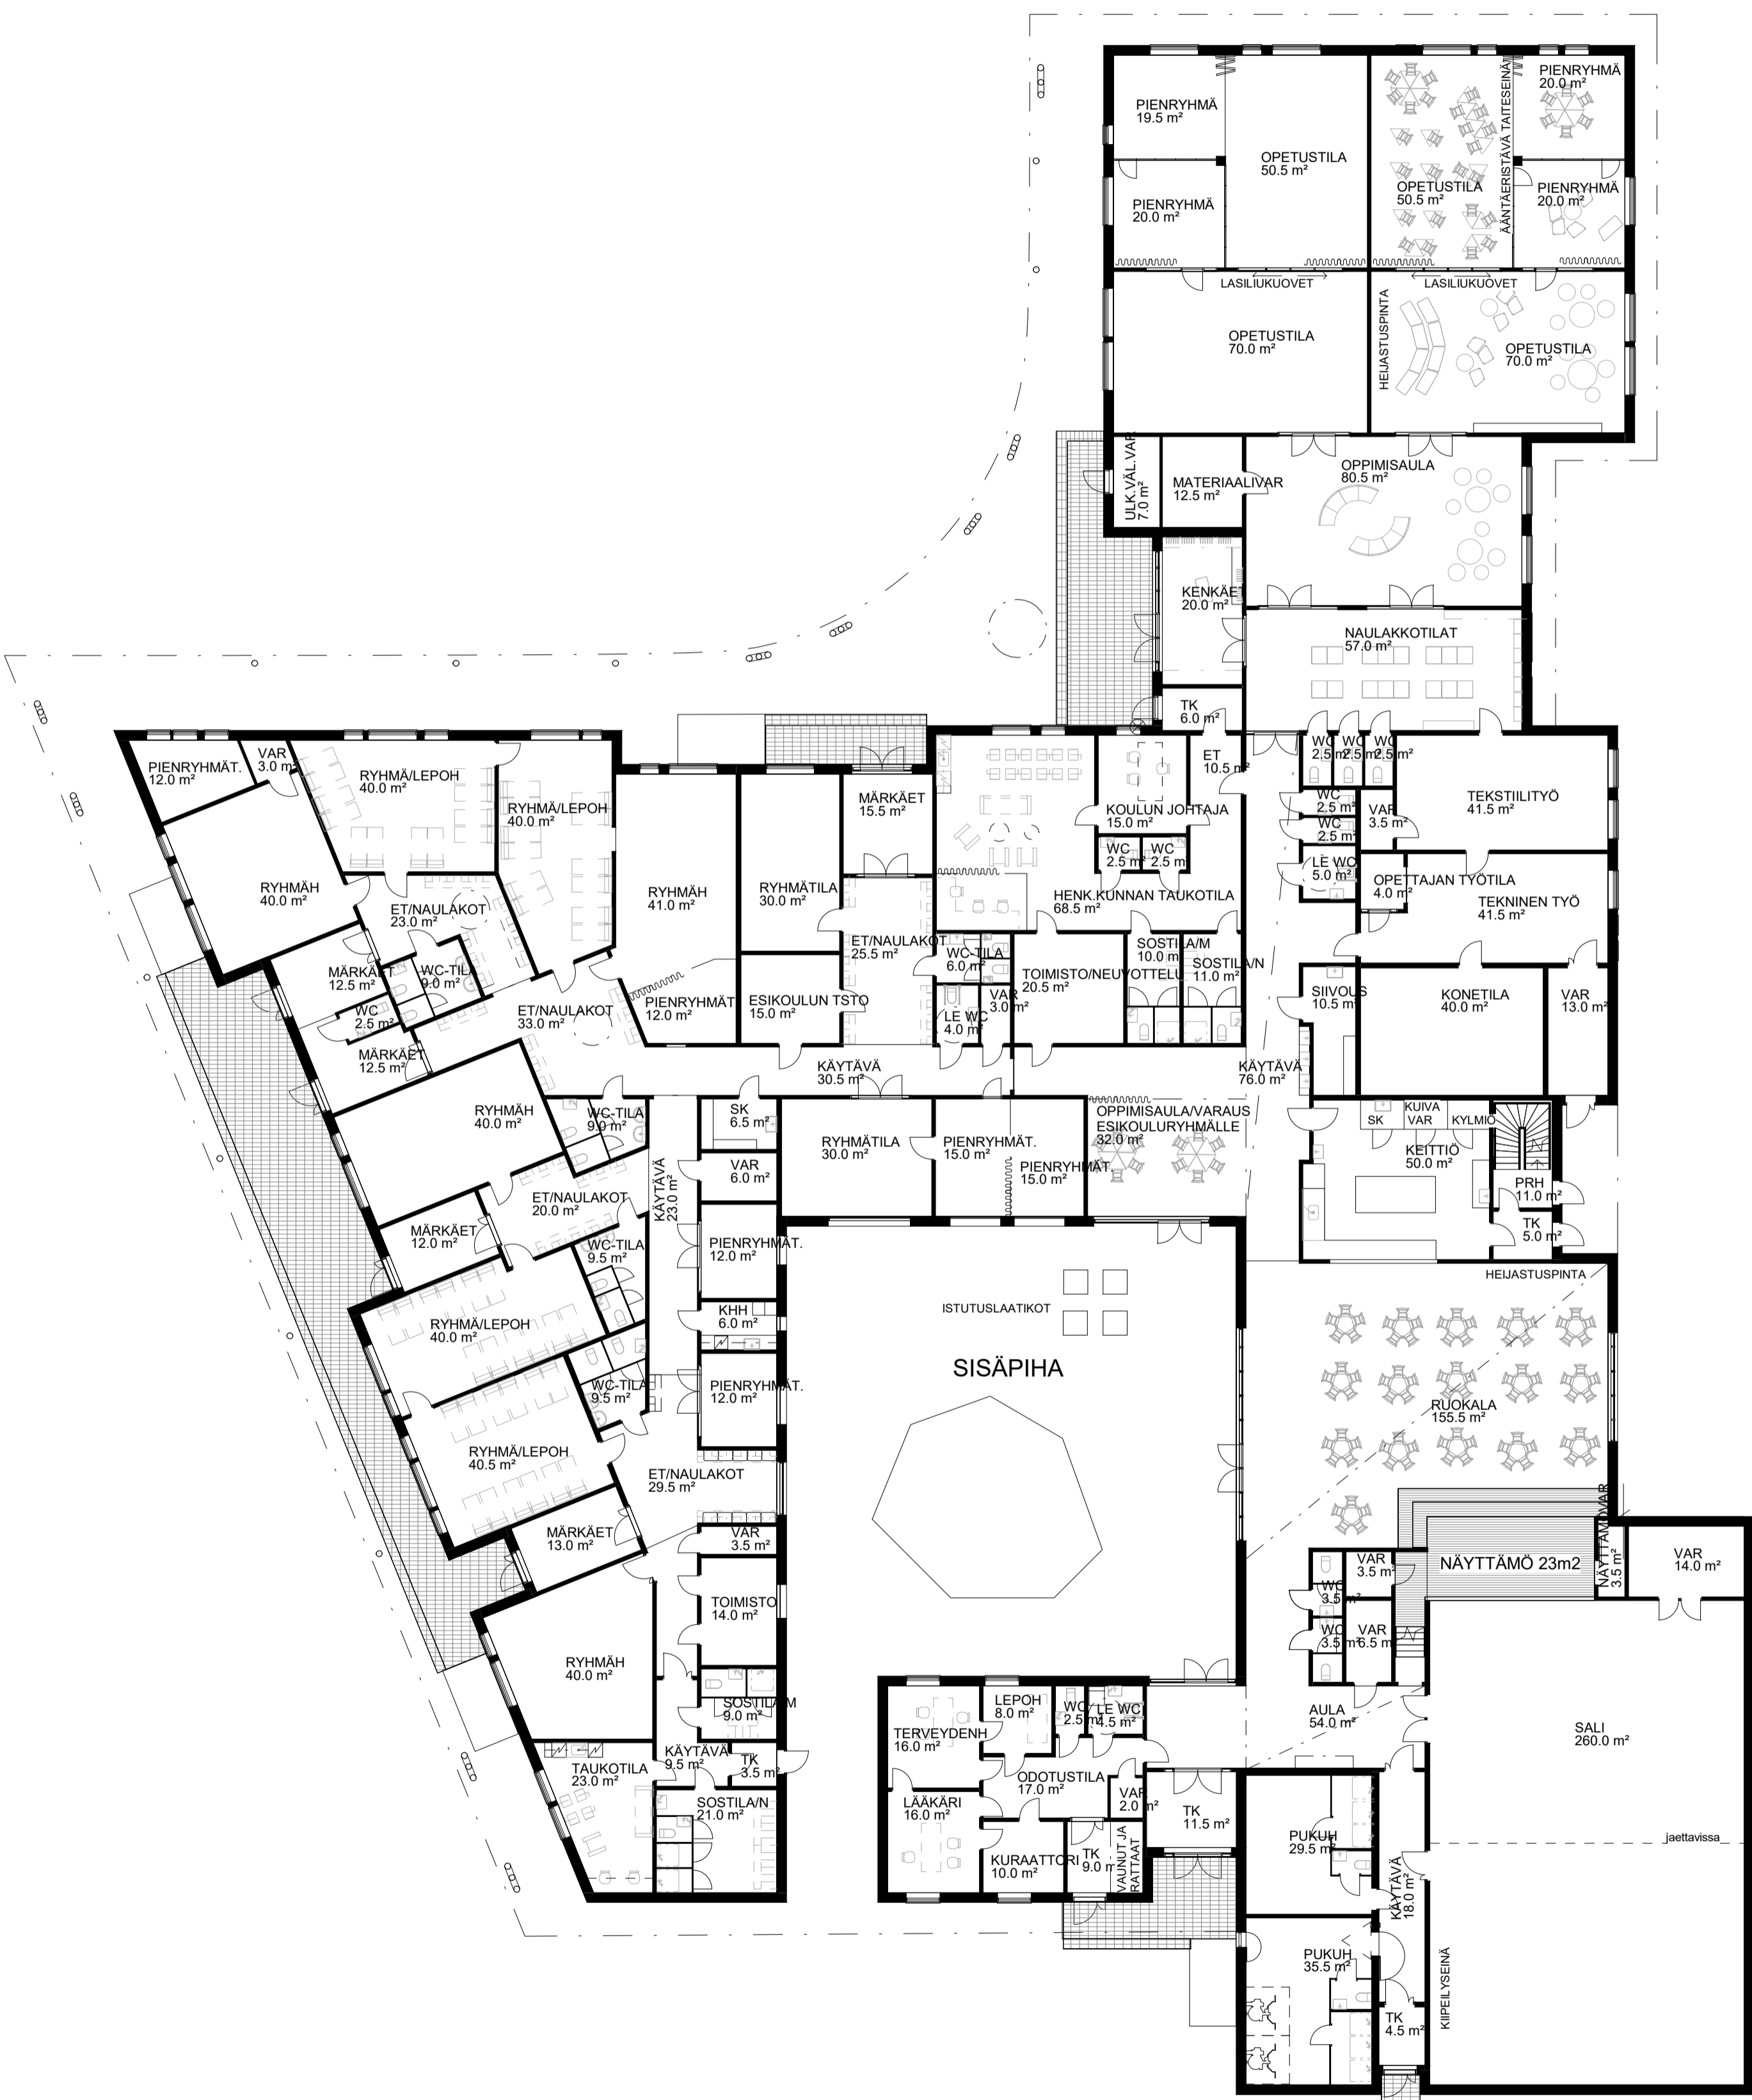 PIENRYHMÄ
19.5 m²
OPETUSTILA
50.5 m²
PIENRYHMÄ
20.0 m²
OPETUSTILA
50.5 m²
ÄÄNTÄERISTÄVÄ TAITESEINÄ
PIENRYHMÄ
20.0 m²
PIENRYHMÄ
20.0 m²
LASILIUKUOVET
LASILIUKUOVET
OPETUSTILA
70.0 m²
HEIJASTUSPINTA
OPETUSTILA
70.0 m²
ULK.VÄL.VAR
7.0 m²
MATERIAALIVAR
12.5 m²
OPPIMISAULA
80.5 m²
KENKÄET
20.0 m²
NAULAKKOTILAT
57.0 m²
TK
6.0 m²
PIENRYHMÄT.
12.0 m²
VAR
3.0 m²
RYHMÄ/LEPOH
40.0 m²
RYHMÄ/LEPOH
40.0 m²
RYHMÄH
40.0 m²
RYHMÄH
41.0 m²
RYHMÄTILA
30.0 m²
MÄRKÄET
15.5 m²
KOULUN JOHTAJA
15.0 m²
ET
10.5 m²
WC
2.5 m²
WC
2.5 m²
WC
2.5 m²
TEKSTIILITYÖ
41.5 m²
WC
2.5 m²
WC
2.5 m²
VAR
3.5 m²
LE WC
5.0 m²
OPETTAJAN TYÖTILA
4.0 m²
TEKNINEN TYÖ
41.5 m²
WC
2.5 m²
WC
2.5 m
HENK.KUNNAN TAUKOTILA
68.5 m²
ET/NAULAKOT
23.0 m²
ET/NAULAKOT
25.5 m²
WC-TILA
6.0 m²
TOIMISTO/NEUVOTTELU
20.5 m²
SOSTILA/M
10.0 m
SOSTILA/N
11.0 m²
MÄRKÄET
12.5 m²
WC-TILA
9.0 m²
WC
2.5 m²
MÄRKÄET
12.5 m²
ET/NAULAKOT
33.0 m²
PIENRYHMÄT
12.0 m²
ESIKOULUN TSTO
15.0 m²
LE WC
4.0 m²
VAR
3.0 m²
SIIVOUS
10.5 m²
KONETILA
40.0 m²
VAR
13.0 m²
KÄYTÄVÄ
30.5 m²
KÄYTÄVÄ
76.0 m²
RYHMÄH
40.0 m²
WC-TILA
9.0 m²
SK
6.5 m²
RYHMÄTILA
30.0 m²
PIENRYHMÄT.
15.0 m²
PIENRYHMÄT.
15.0 m²
OPPIMISAULA/VARAUS
ESIKOULURYHMÄLLE
32.0 m²
SK
KUIVA
VAR
KYLMIÖ
KEITTIÖ
50.0 m²
PRH
11.0 m²
TK
5.0 m²
VAR
6.0 m²
KÄYTÄVÄ
23.0 m²
ET/NAULAKOT
20.0 m²
MÄRKÄET
12.0 m²
WC-TILA
9.5 m²
PIENRYHMÄT.
12.0 m²
HEIJASTUSPINTA
ISTUTUSLAATIKOT
KHH
6.0 m²
RYHMÄ/LEPOH
40.0 m²
SISÄPIHA
WC-TILA
9.5 m²
PIENRYHMÄT.
12.0 m²
RUOKALA
155.5 m²
RYHMÄ/LEPOH
40.5 m²
ET/NAULAKOT
29.5 m²
MÄRKÄET
13.0 m²
VAR
3.5 m²
NÄYTTÄMÖVAR
3.5 m²
VAR
14.0 m²
NÄYTTÄMÖ 23m2
VAR
3.5 m²
WC
3.5 m²
TOIMISTO
14.0 m²
WC
3.5 m²
VAR
6.5 m²
RYHMÄH
40.0 m²
SOSTILA/M
9.0 m²
LEPOH
8.0 m²
WC
2.5 m²
LE WC
4.5 m²
TERVEYDENH
16.0 m²
AULA
54.0 m²
SALI
260.0 m²
KÄYTÄVÄ
9.5 m²
TK
3.5 m²
TAUKOTILA
23.0 m²
SOSTILA/N
21.0 m²
ODOTUSTILA
17.0 m²
LÄÄKÄRI
16.0 m²
VAR
2.0 m²
TK
11.5 m²
KURAATTORI
10.0 m²
TK
9.0 m
VAUNUT JA
RATTAAT
PUKUH
29.5 m²
jaettavissa
KÄYTÄVÄ
18.0 m²
PUKUH
35.5 m²
KIIPEILYSEINÄ
TK
4.5 m²